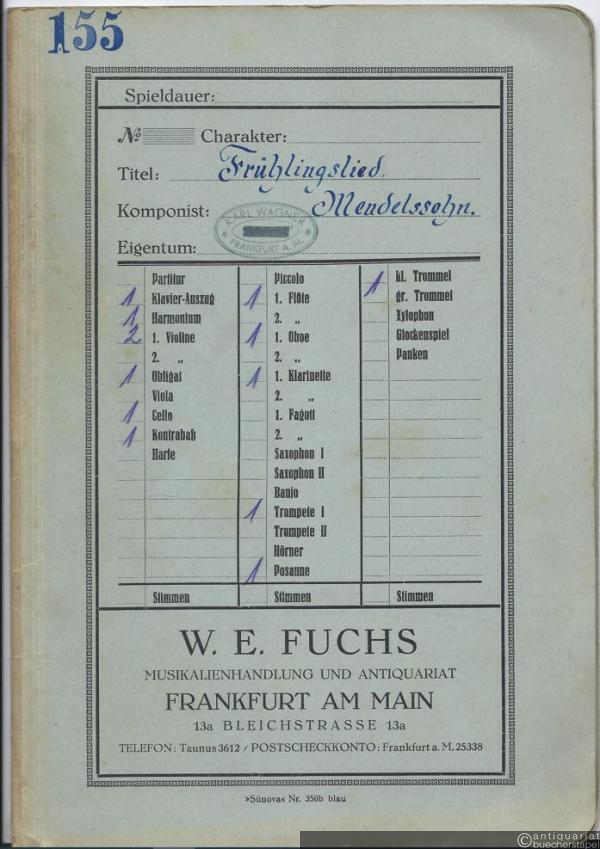 155
Spieldauer:
№ Charakter:
Titel: Frühlingslied.
Komponist: Mendelssohn.
KARL WAGNER
FRANKFURT A. M.
Eigentum:
Partitur
1 Klavier-Auszug
1 Harmonium
2 1. Violine
2. „
1 Obligat
Viola
1 Cello
1 Kontrabaß
Harfe
Stimmen
Piccolo
1 1. Flöte
2. „
1 1. Oboe
2. „
1 1. Klarinette
2. „
1. Fagott
2. „
Saxophon I
Saxophon II
Banjo
1 Trompete I
Trompete II
Hörner
1 Posaune
Stimmen
1 kl. Trommel
gr. Trommel
Xylophon
Glockenspiel
Pauken
Stimmen
W. E. FUCHS
MUSIKALIENHANDLUNG UND ANTIQUARIAT
FRANKFURT AM MAIN
13a BLEICHSTRASSE 13a
TELEFON: Taunus 3612 / POSTSCHECKKONTO: Frankfurt a. M. 25338
»Sünova« Nr. 350b blau
antiquariat
buecherstapel